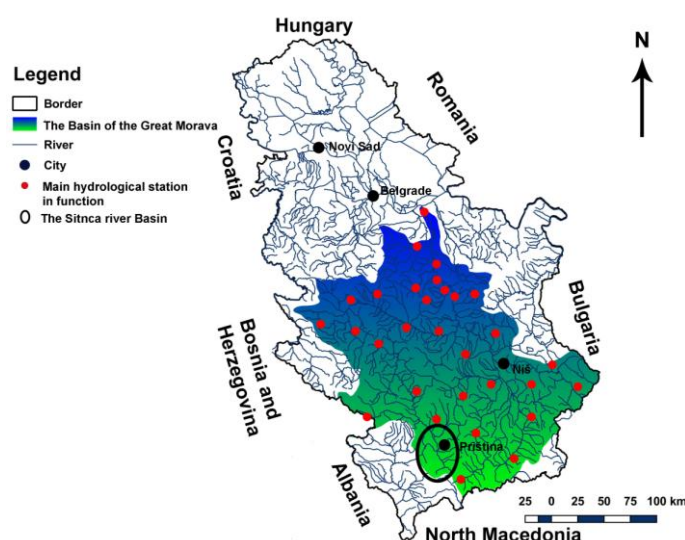 Hungary
N
Legend
Border
The Basin of the Great Morava
River
City
Main hydrological station
in function
The Sitnca river Basin
Romania
Croatia
Novi Sad
Belgrade
Bulgaria
Bosnia and
Herzegovina
Niš
Priština
Albania
25 0 25 50 75 100 km
North Macedonia